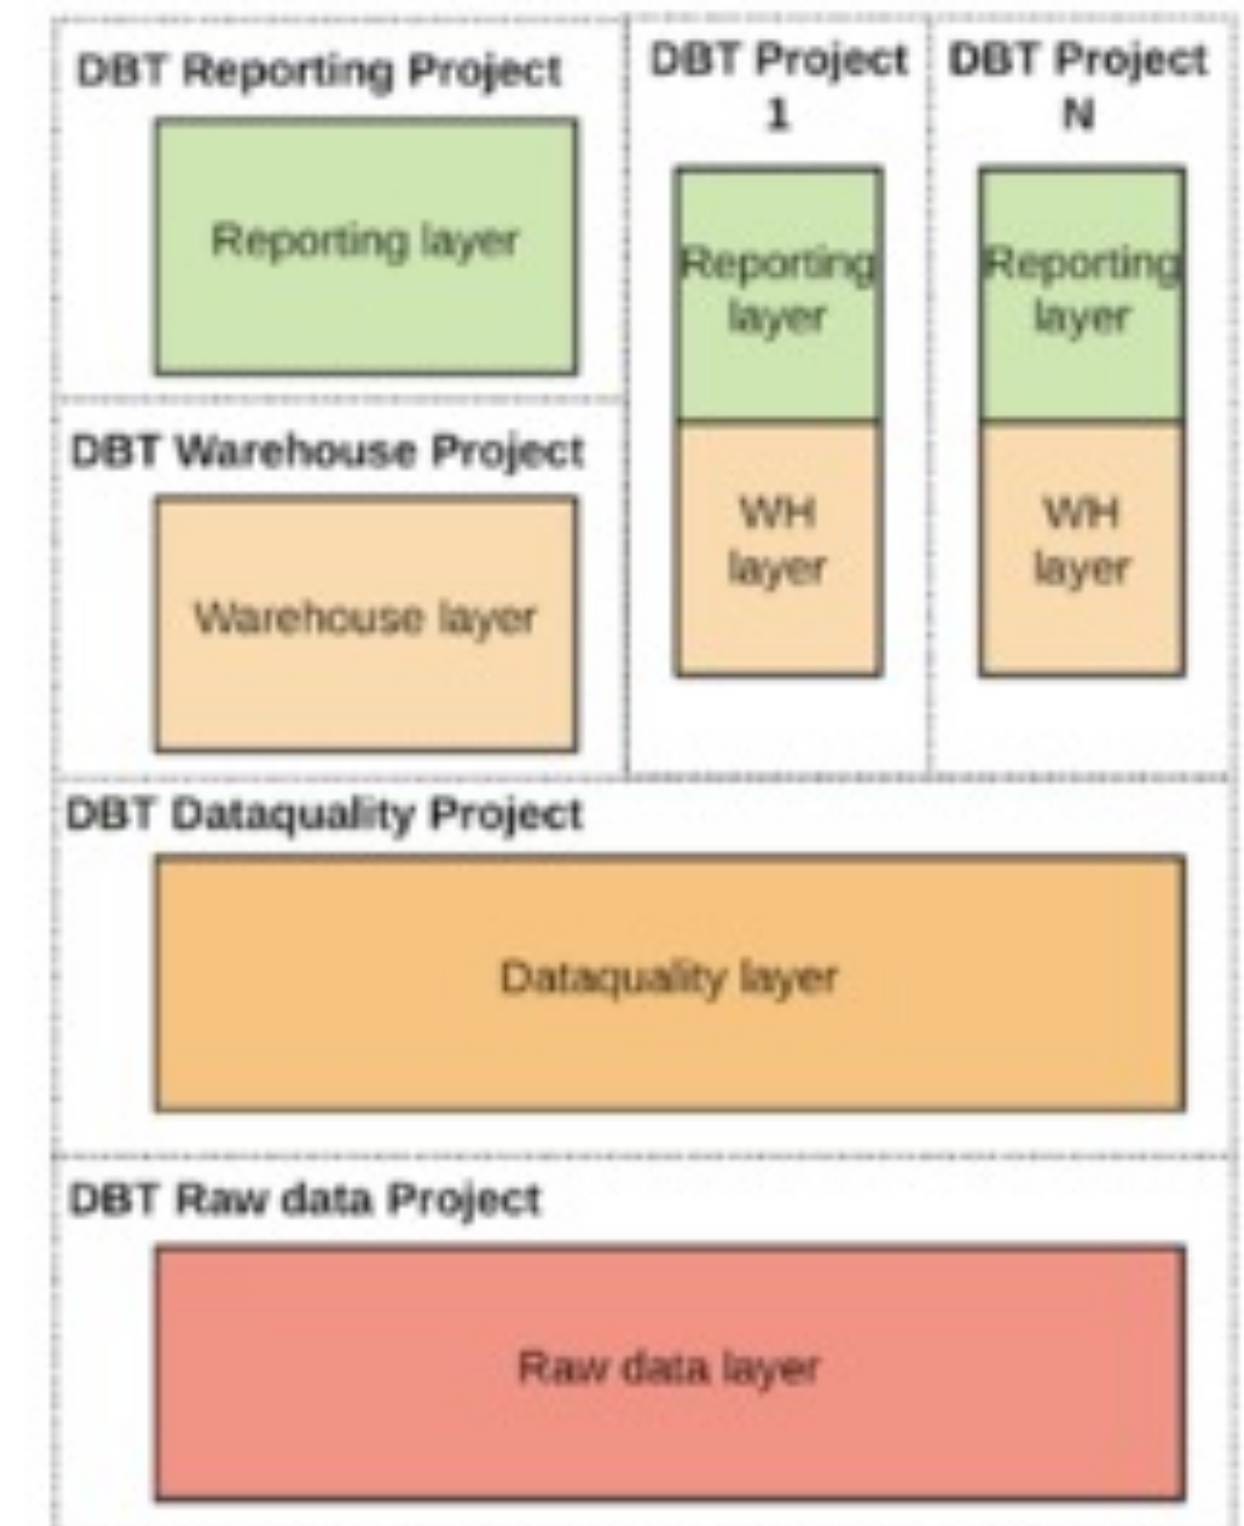 DBT Reporting Project
Reporting layer
DBT Warehouse Project
Warehouse layer
DBT Project
1
Reporting
layer
WH
layer
DBT Project
N
Reporting
layer
WH
layer
DBT Dataquality Project
Dataquality layer
DBT Raw data Project
Raw data layer